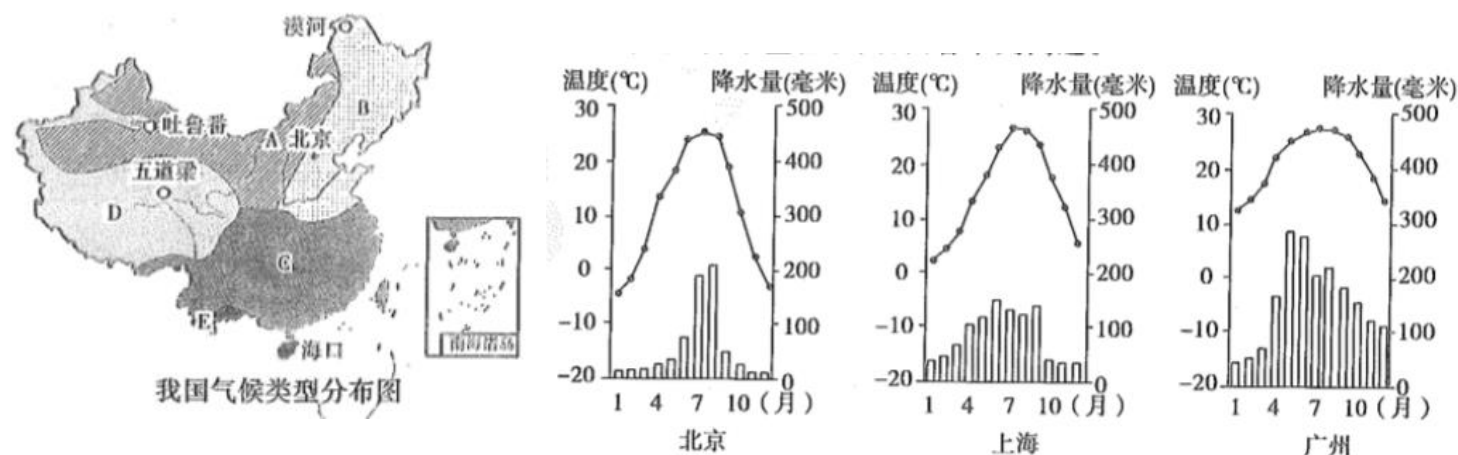 漠河
B
吐鲁番
A 北京
五道梁
D
C
E
海口
南海诸岛
我国气候类型分布图
温度(℃) 降水量(毫米)
30
20
10
0
-10
-20
500
400
300
200
100
0
1 4 7 10 (月)
北京
温度(℃) 降水量(毫米)
30
20
10
0
-10
-20
500
400
300
200
100
0
1 4 7 10 (月)
上海
温度(℃) 降水量(毫米)
30
20
10
0
-10
-20
500
400
300
200
100
0
1 4 7 10 (月)
广州